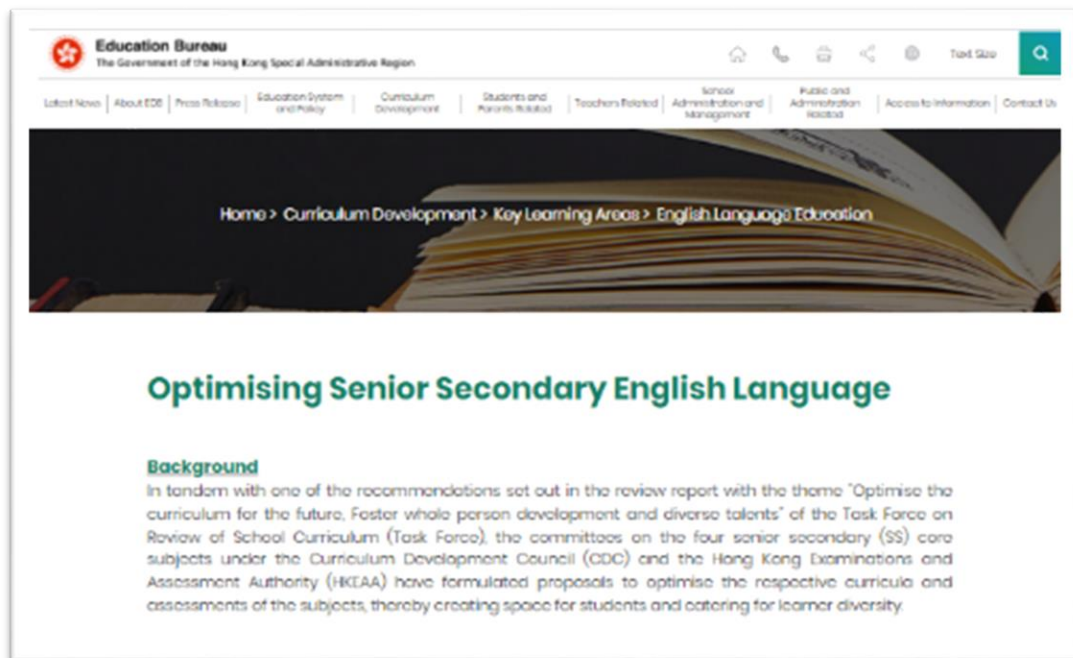 Education Bureau
The Government of the Hong Kong Special Administrative Region
Text Size
Latest News
About EDB
Press Release
Education System
and Policy
Curriculum
Development
Students and
Parents Related
Teachers Related
School
Administration and
Management
Public and
Administration
Related
Access to Information
Contact Us
Home > Curriculum Development > Key Learning Areas > English Language Education
Optimising Senior Secondary English Language
Background
In tandem with one of the recommendations set out in the review report with the theme "Optimise the
curriculum for the future, Foster whole person development and diverse talents" of the Task Force on
Review of School Curriculum (Task Force), the committees on the four senior secondary (SS) core
subjects under the Curriculum Development Council (CDC) and the Hong Kong Examinations and
Assessment Authority (HKEAA) have formulated proposals to optimise the respective curricula and
assessments of the subjects, thereby creating space for students and catering for learner diversity.